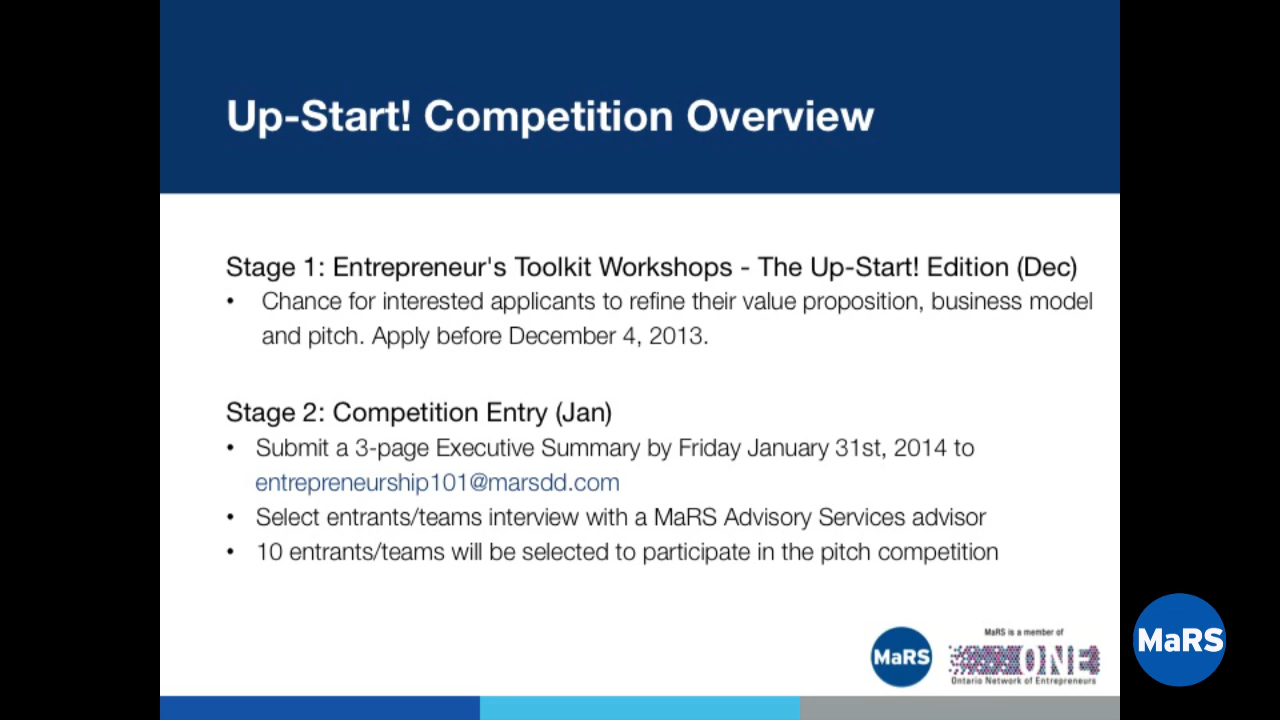 Up-Start! Competition Overview
Stage 1: Entrepreneur's Toolkit Workshops - The Up-Start! Edition (Dec)
• Chance for interested applicants to refine their value proposition, business model
and pitch. Apply before December 4, 2013.
Stage 2: Competition Entry (Jan)
• Submit a 3-page Executive Summary by Friday January 31st, 2014 to
entrepreneurship101@marsdd.com
• Select entrants/teams interview with a MaRS Advisory Services advisor
• 10 entrants/teams will be selected to participate in the pitch competition
MaRS
MaRS is a member of
ONE
Ontario Network of Entrepreneurs
MaRS